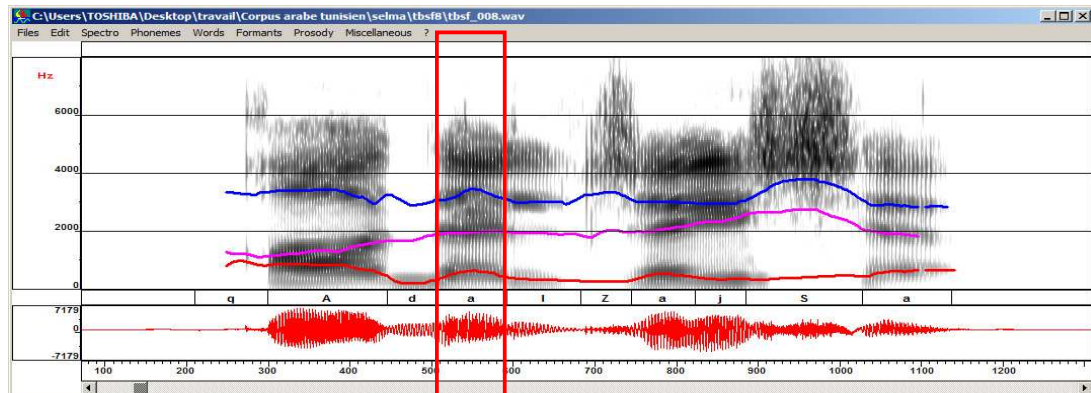 C:\Users\TOSHIBA\Desktop\travail\Corpus arabe tunisien\selma\tbsf8\tbsf_008.wav
Files Edit Spectro Phonemes Words Formants Prosody Miscellaneous ?
Hz
6000
4000
2000
0
q A d a l Z a j S a
7179
0
-7179
100 200 300 400 500 600 700 800 900 1000 1100 1200